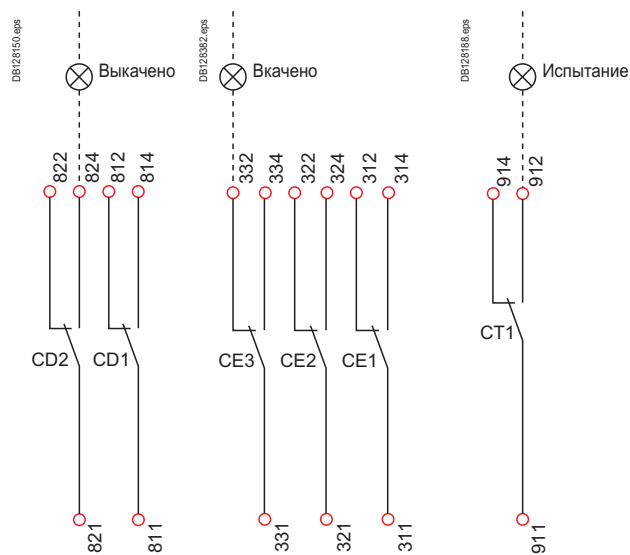 DB128150.eps
Выкачено
822
824
812
814
CD2
CD1
821
811
DB128382.eps
Вкачено
332
334
322
324
312
314
CE3
CE2
CE1
331
321
311
DB128188.eps
Испытание
914
912
CT1
911